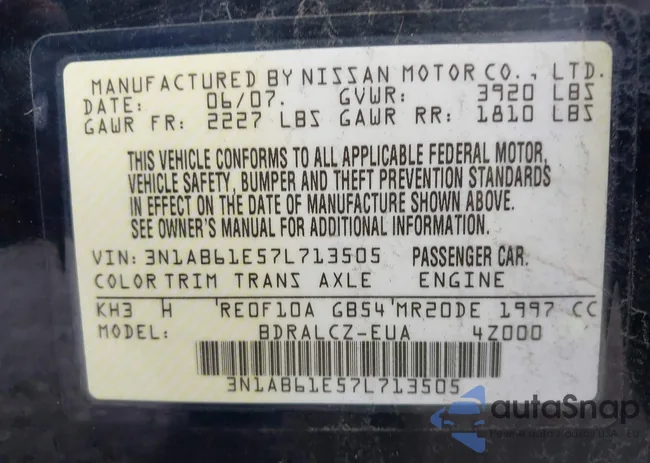 MANUFACTURED BY NISSAN MOTOR CO., LTD.
DATE: 06/07. GVWR: 3920 LBS
GAWR FR: 2227 LBS GAWR RR: 1810 LBS
THIS VEHICLE CONFORMS TO ALL APPLICABLE FEDERAL MOTOR,
VEHICLE SAFETY, BUMPER AND THEFT PREVENTION STANDARDS
IN EFFECT ON THE DATE OF MANUFACTURE SHOWN ABOVE.
SEE OWNER'S MANUAL FOR ADDITIONAL INFORMATION.
VIN: 3N1AB61E57L713505 PASSENGER CAR.
COLOR TRIM TRANS AXLE ENGINE
KH3 H 'RE0F10A GB54 'MR20DE 1997 CC
MODEL: BDRALCZ-EUA 4Z000
3N1AB61E57L713505
autoSnap